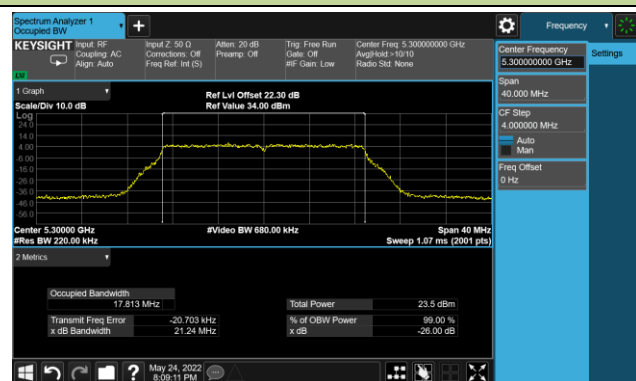 Spectrum Analyzer 1
Occupied BW
Frequency
KEYSIGHT
Input: RF
Coupling: AC
Align: Auto
Input Z: 50 Ω
Corrections: Off
Freq Ref: Int (S)
Atten: 20 dB
Preamp: Off
Trig: Free Run
Gate: Off
#IF Gain: Low
Center Freq: 5.300000000 GHz
Avg|Hold:>10/10
Radio Std: None
LW
Center Frequency
5.300000000 GHz
Settings
Span
40.000 MHz
CF Step
4.000000 MHz
Auto
Man
Freq Offset
0 Hz
1 Graph
Scale/Div 10.0 dB
Ref Lvl Offset 22.30 dB
Ref Value 34.00 dBm
Log
24.0
14.0
4.00
-6.00
-16.0
-26.0
-36.0
-46.0
-56.0
Center 5.30000 GHz
#Res BW 220.00 kHz
#Video BW 680.00 kHz
Span 40 MHz
Sweep 1.07 ms (2001 pts)
2 Metrics
Occupied Bandwidth
17.813 MHz
Transmit Freq Error -20.703 kHz
x dB Bandwidth 21.24 MHz
Total Power 23.5 dBm
% of OBW Power 99.00 %
x dB -26.00 dB
?
May 24, 2022
8:09:11 PM